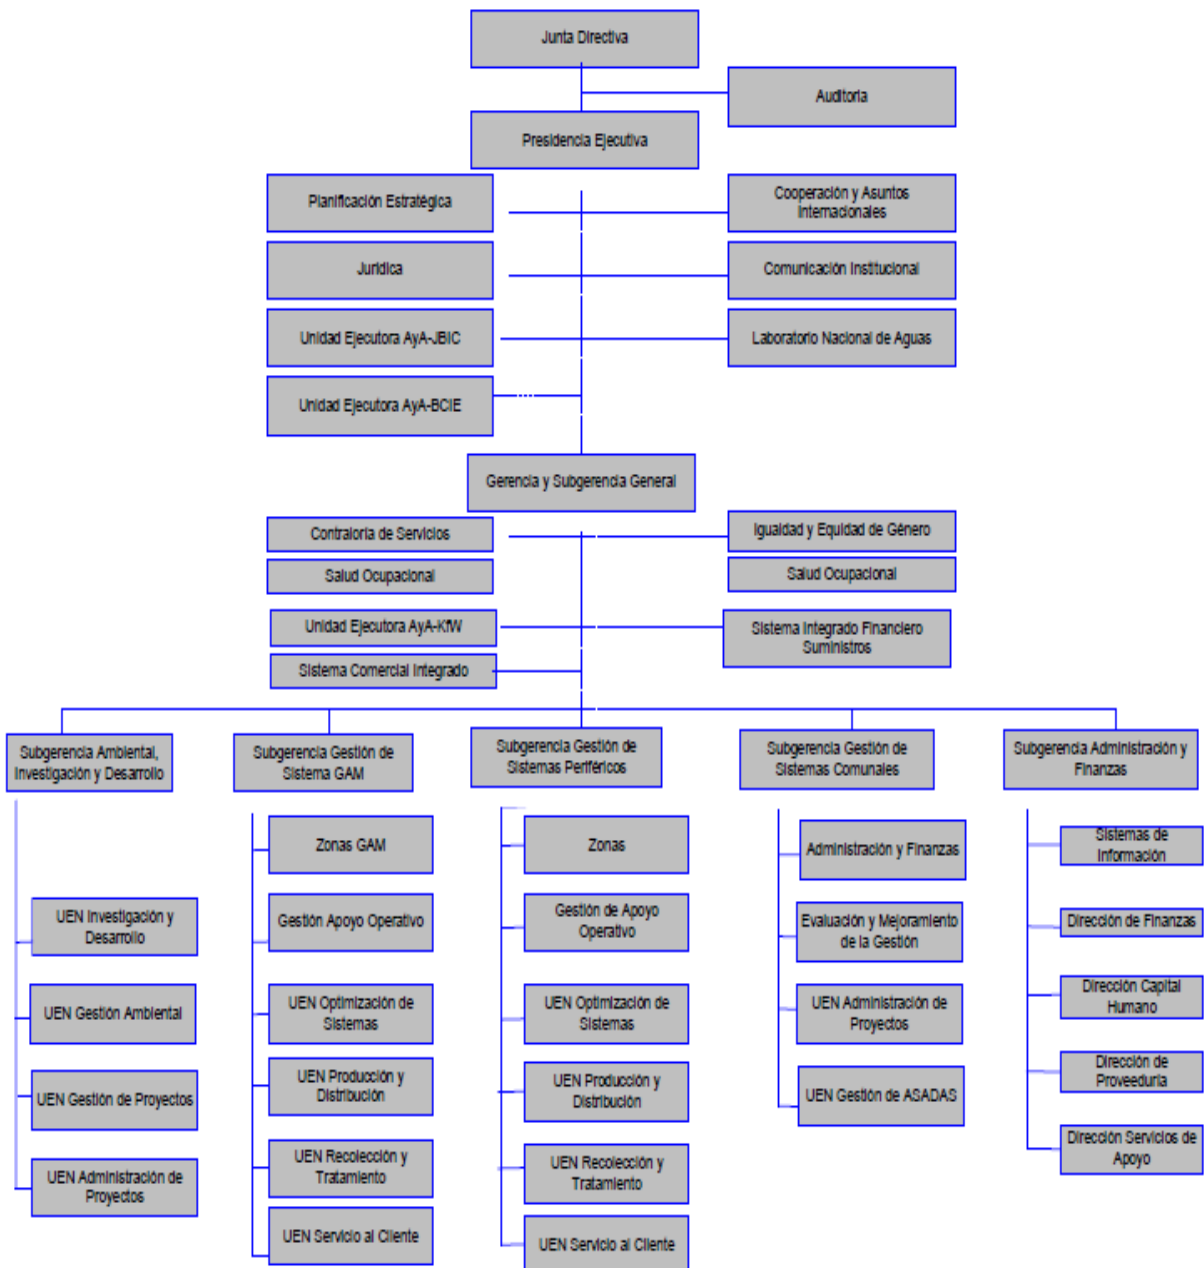 Junta Directiva
Auditoria
Presidencia Ejecutiva
Planificación Estratégica
Cooperación y Asuntos
Internacionales
Jurídica
Comunicación Institucional
Unidad Ejecutora AyA-JBIC
Laboratorio Nacional de Aguas
Unidad Ejecutora AyA-BCIE
Gerencia y Subgerencia General
Contraloría de Servicios
Igualdad y Equidad de Género
Salud Ocupacional
Salud Ocupacional
Unidad Ejecutora AyA-KfW
Sistema Integrado Financiero
Suministros
Sistema Comercial Integrado
Subgerencia Ambiental,
Investigación y Desarrollo
Subgerencia Gestión de
Sistema GAM
Subgerencia Gestión de
Sistemas Periféricos
Subgerencia Gestión de
Sistemas Comunales
Subgerencia Administración y
Finanzas
UEN Investigación y
Desarrollo
UEN Gestión Ambiental
UEN Gestión de Proyectos
UEN Administración de
Proyectos
Zonas GAM
Gestión Apoyo Operativo
UEN Optimización de
Sistemas
UEN Producción y
Distribución
UEN Recolección y
Tratamiento
UEN Servicio al Cliente
Zonas
Gestión de Apoyo
Operativo
UEN Optimización de
Sistemas
UEN Producción y
Distribución
UEN Recolección y
Tratamiento
UEN Servicio al Cliente
Administración y Finanzas
Evaluación y Mejoramiento
de la Gestión
UEN Administración de
Proyectos
UEN Gestión de ASADAS
Sistemas de
Información
Dirección de Finanzas
Dirección Capital
Humano
Dirección de
Proveeduría
Dirección Servicios de
Apoyo